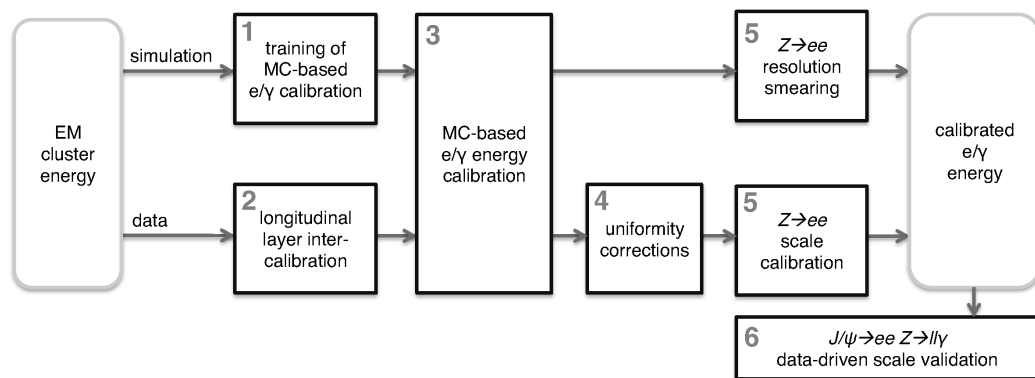 EM
cluster
energy
simulation
data
1
training of
MC-based
e/γ calibration
2
longitudinal
layer inter-
calibration
3
MC-based
e/γ energy
calibration
4
uniformity
corrections
5
Z→ee
resolution
smearing
5
Z→ee
scale
calibration
calibrated
e/γ
energy
6
J/ψ→ee Z→llγ
data-driven scale validation